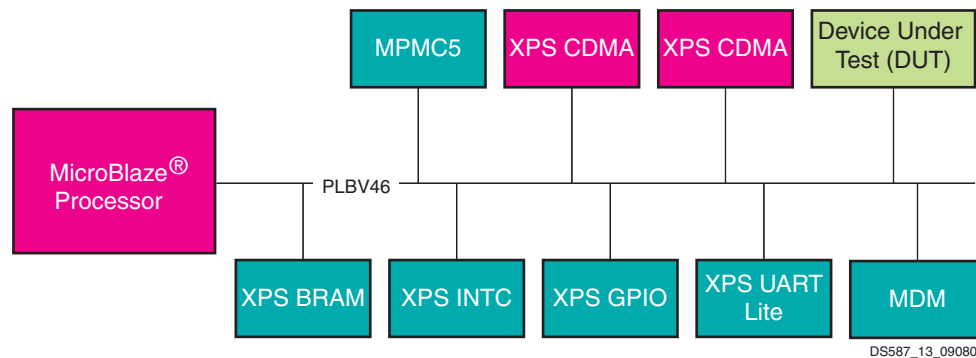 MPMC5
XPS CDMA
XPS CDMA
Device Under
Test (DUT)
MicroBlaze®
Processor
PLBV46
XPS BRAM
XPS INTC
XPS GPIO
XPS UART
Lite
MDM
DS587_13_09080